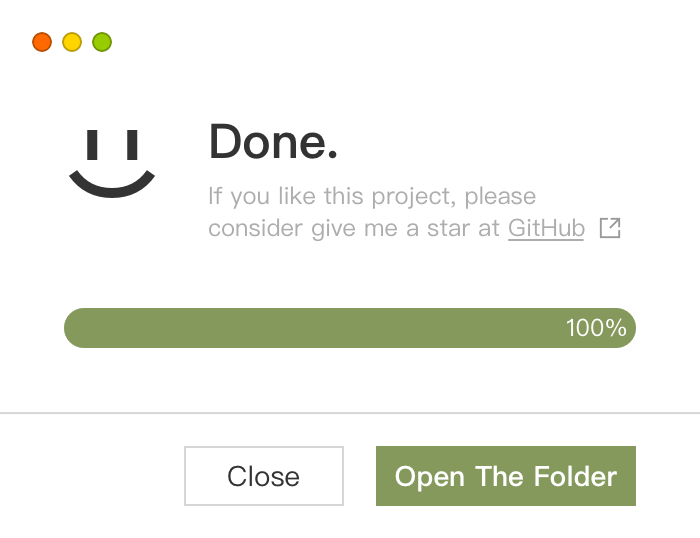 Done.
If you like this project, please
consider give me a star at GitHub
100%
Close
Open The Folder